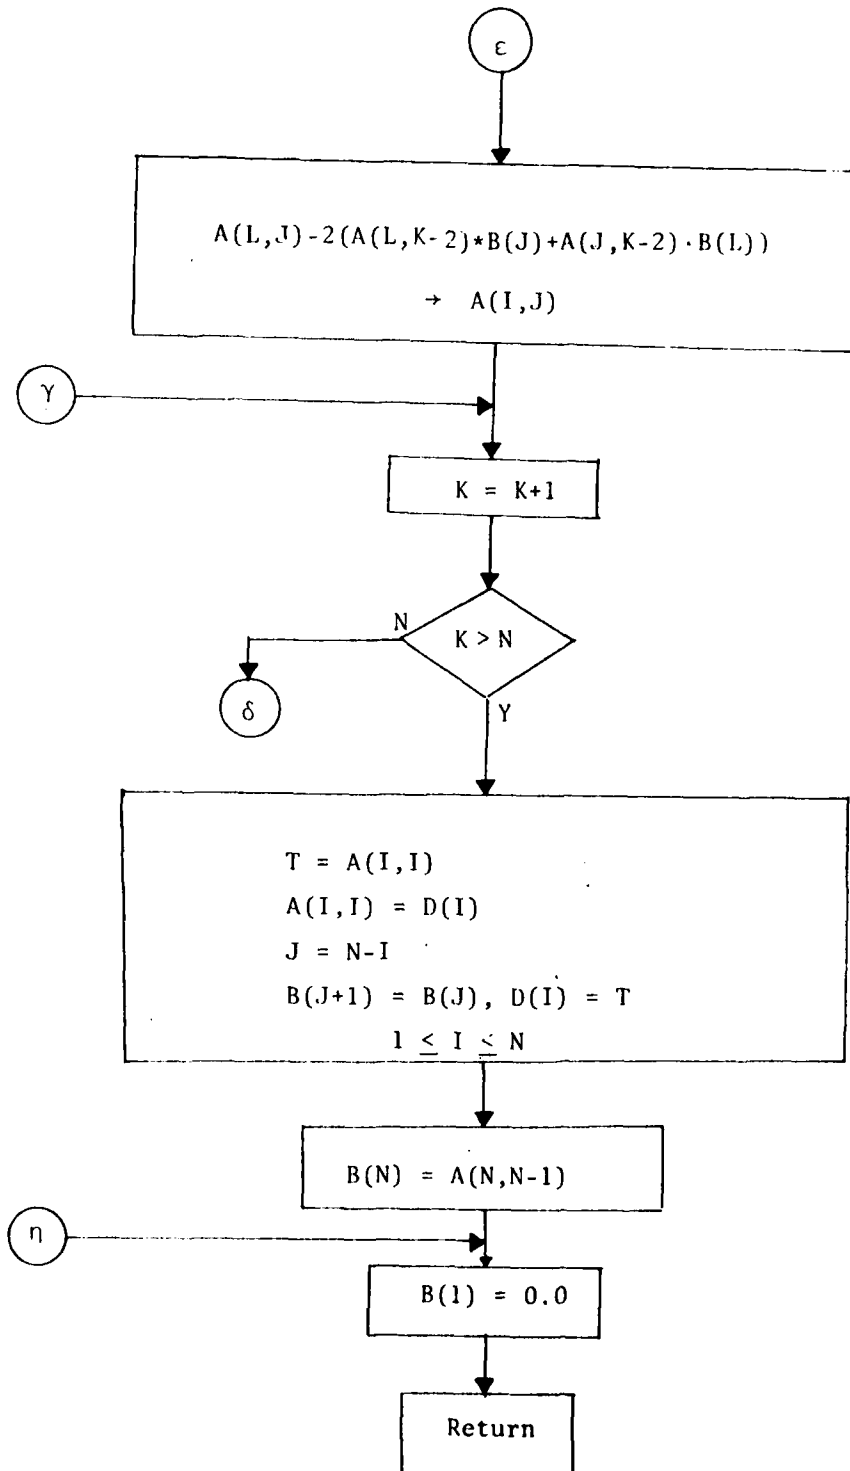 ε
A(L,J)-2(A(L,K-2)*B(J)+A(J,K-2)·B(L))
→ A(I,J)
γ
K = K+1
N
K > N
δ
Y
T = A(I,I)
A(I,I) = D(I)
J = N-I
B(J+1) = B(J), D(I) = T
1 ≤ I ≤ N
B(N) = A(N,N-1)
η
B(1) = 0.0
Return